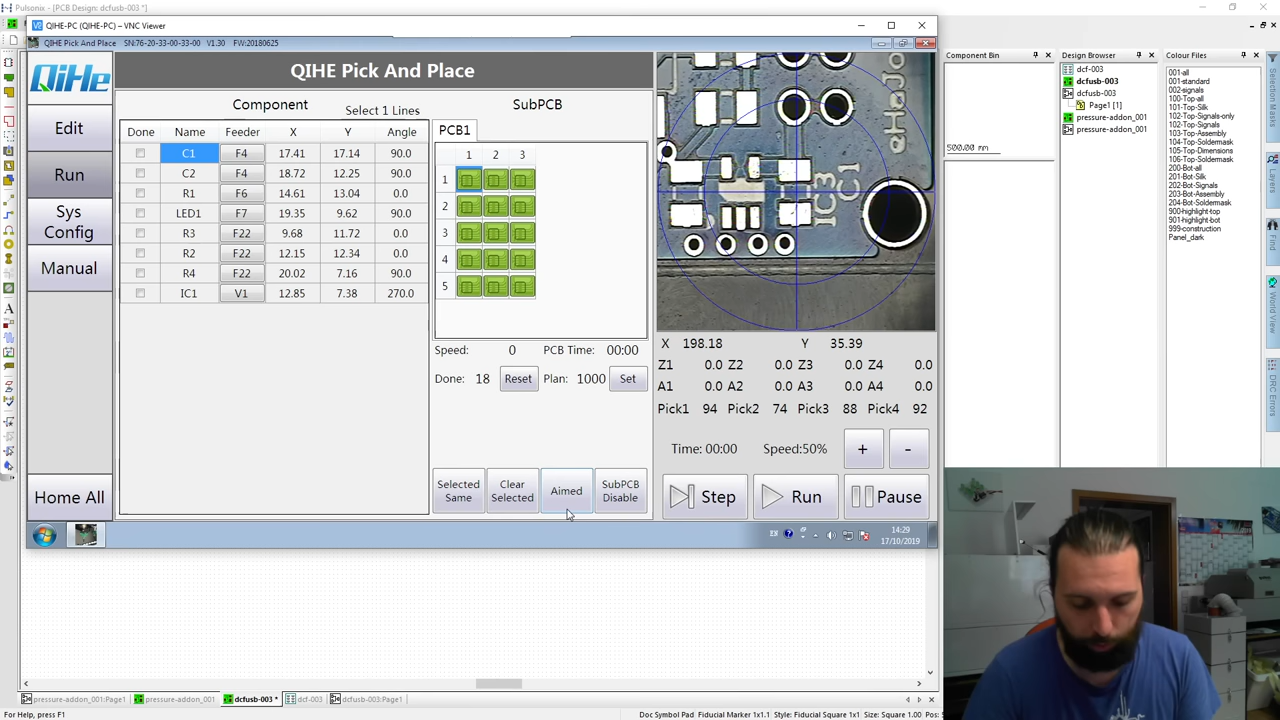 Pulsonix - [PCB Design: dcfusb-003 *]
QIHE-PC (QIHE-PC) – VNC Viewer
QIHE Pick And Place SN:76-20-33-00-33-00 V1.30 FW:20180625
QiHe
QIHE Pick And Place
Edit
Run
Sys Config
Manual
Home All
Component
Select 1 Lines
Done Name Feeder X Y Angle
C1 F4 17.41 17.14 90.0
C2 F4 18.72 12.25 90.0
R1 F6 14.61 13.04 0.0
LED1 F7 19.35 9.62 90.0
R3 F22 9.68 11.72 0.0
R2 F22 12.15 12.34 0.0
R4 F22 20.02 7.16 90.0
IC1 V1 12.85 7.38 270.0
SubPCB
PCB1
1 2 3
1
2
3
4
5
Speed: 0 PCB Time: 00:00
Done: 18 Reset Plan: 1000 Set
Selected Same
Clear Selected
Aimed
SubPCB Disable
IC3
C1
X 198.18 Y 35.39
Z1 0.0 Z2 0.0 Z3 0.0 Z4 0.0
A1 0.0 A2 0.0 A3 0.0 A4 0.0
Pick1 94 Pick2 74 Pick3 88 Pick4 92
Time: 00:00 Speed:50% + -
Step Run Pause
EN
14:29
17/10/2019
Component Bin
500.00 mm
Design Browser
dcf-003
dcfusb-003
dcfusb-003
Page1 [1]
pressure-addon_001
pressure-addon_001
Colour Files
001-all
001-standard
002-signals
100-Top-all
101-Top-Silk
102-Top-Signals-only
102-Top-Signals
103-Top-Assembly
105-Top-Dimensions
106-Top-Soldermask
200-Bot-all
201-Bot-Silk
202-Bot-Signals
203-Bot-Assembly
204-Bot-Soldermask
900-highlight-top
901-highlight-bot
999-construction
Panel_dark
Selection Masks
Layers
Find
World View
DRC Errors
pressure-addon_001:Page1 pressure-addon_001 dcfusb-003 * dcf-003 dcfusb-003:Page1
For Help, press F1
Doc Symbol Pad: Fiducial Marker 1x1.1 Style: Fiducial Square 1x1 Size: Square 1.00 Pos: